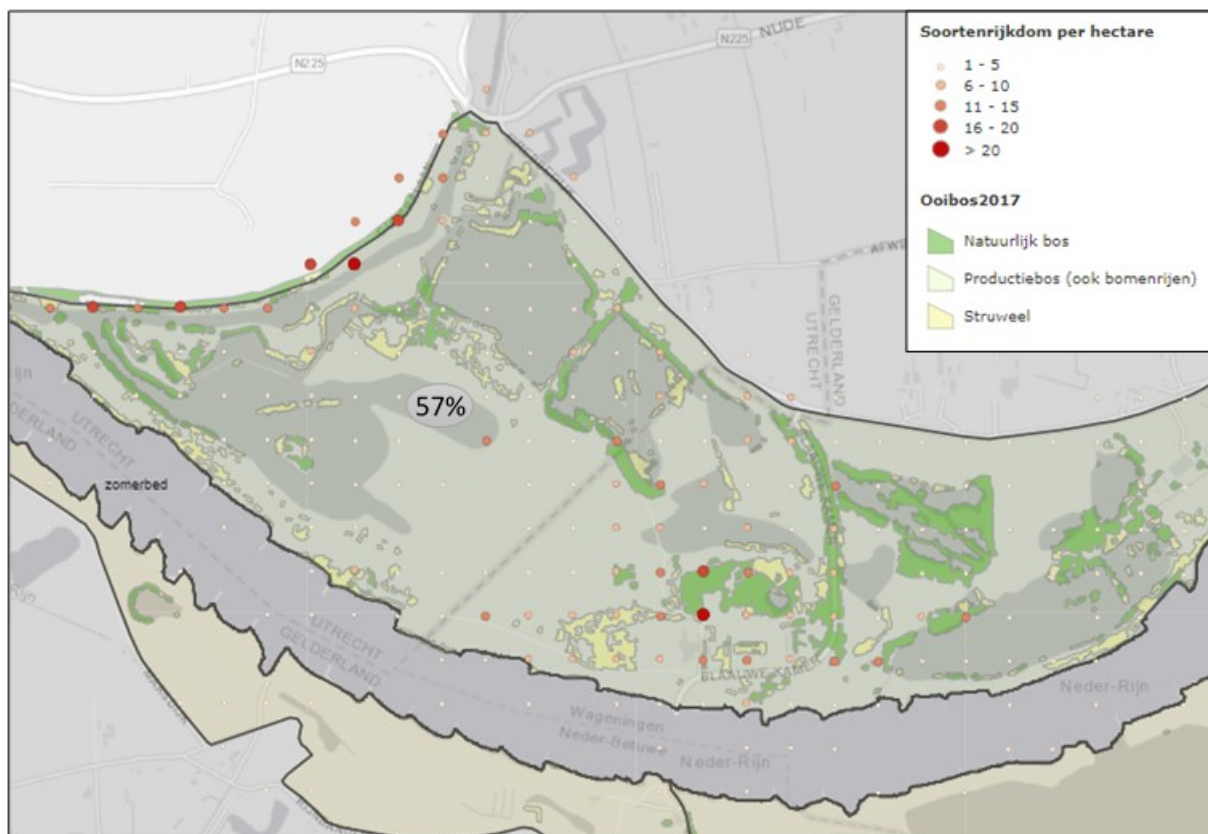 N225
NUDE
N225
Soortenrijkdom per hectare
1 - 5
6 - 10
11 - 15
16 - 20
> 20
Ooibos2017
Natuurlijk bos
Productiebos (ook bomenrijen)
Struweel
GELDERLAND
UTRECHT
57%
UTRECHT
GELDERLAND
zomerbed
UTRECHT
GELDERLAND
BLAAUWE KAMER
Wageningen
Neder-Betuwe
Neder-Rijn
Neder-Rijn